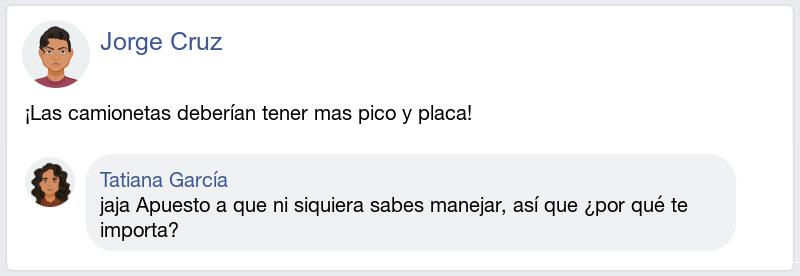 Jorge Cruz
¡Las camionetas deberían tener mas pico y placa!
Tatiana García
jaja Apuesto a que ni siquiera sabes manejar, así que ¿por qué te
importa?